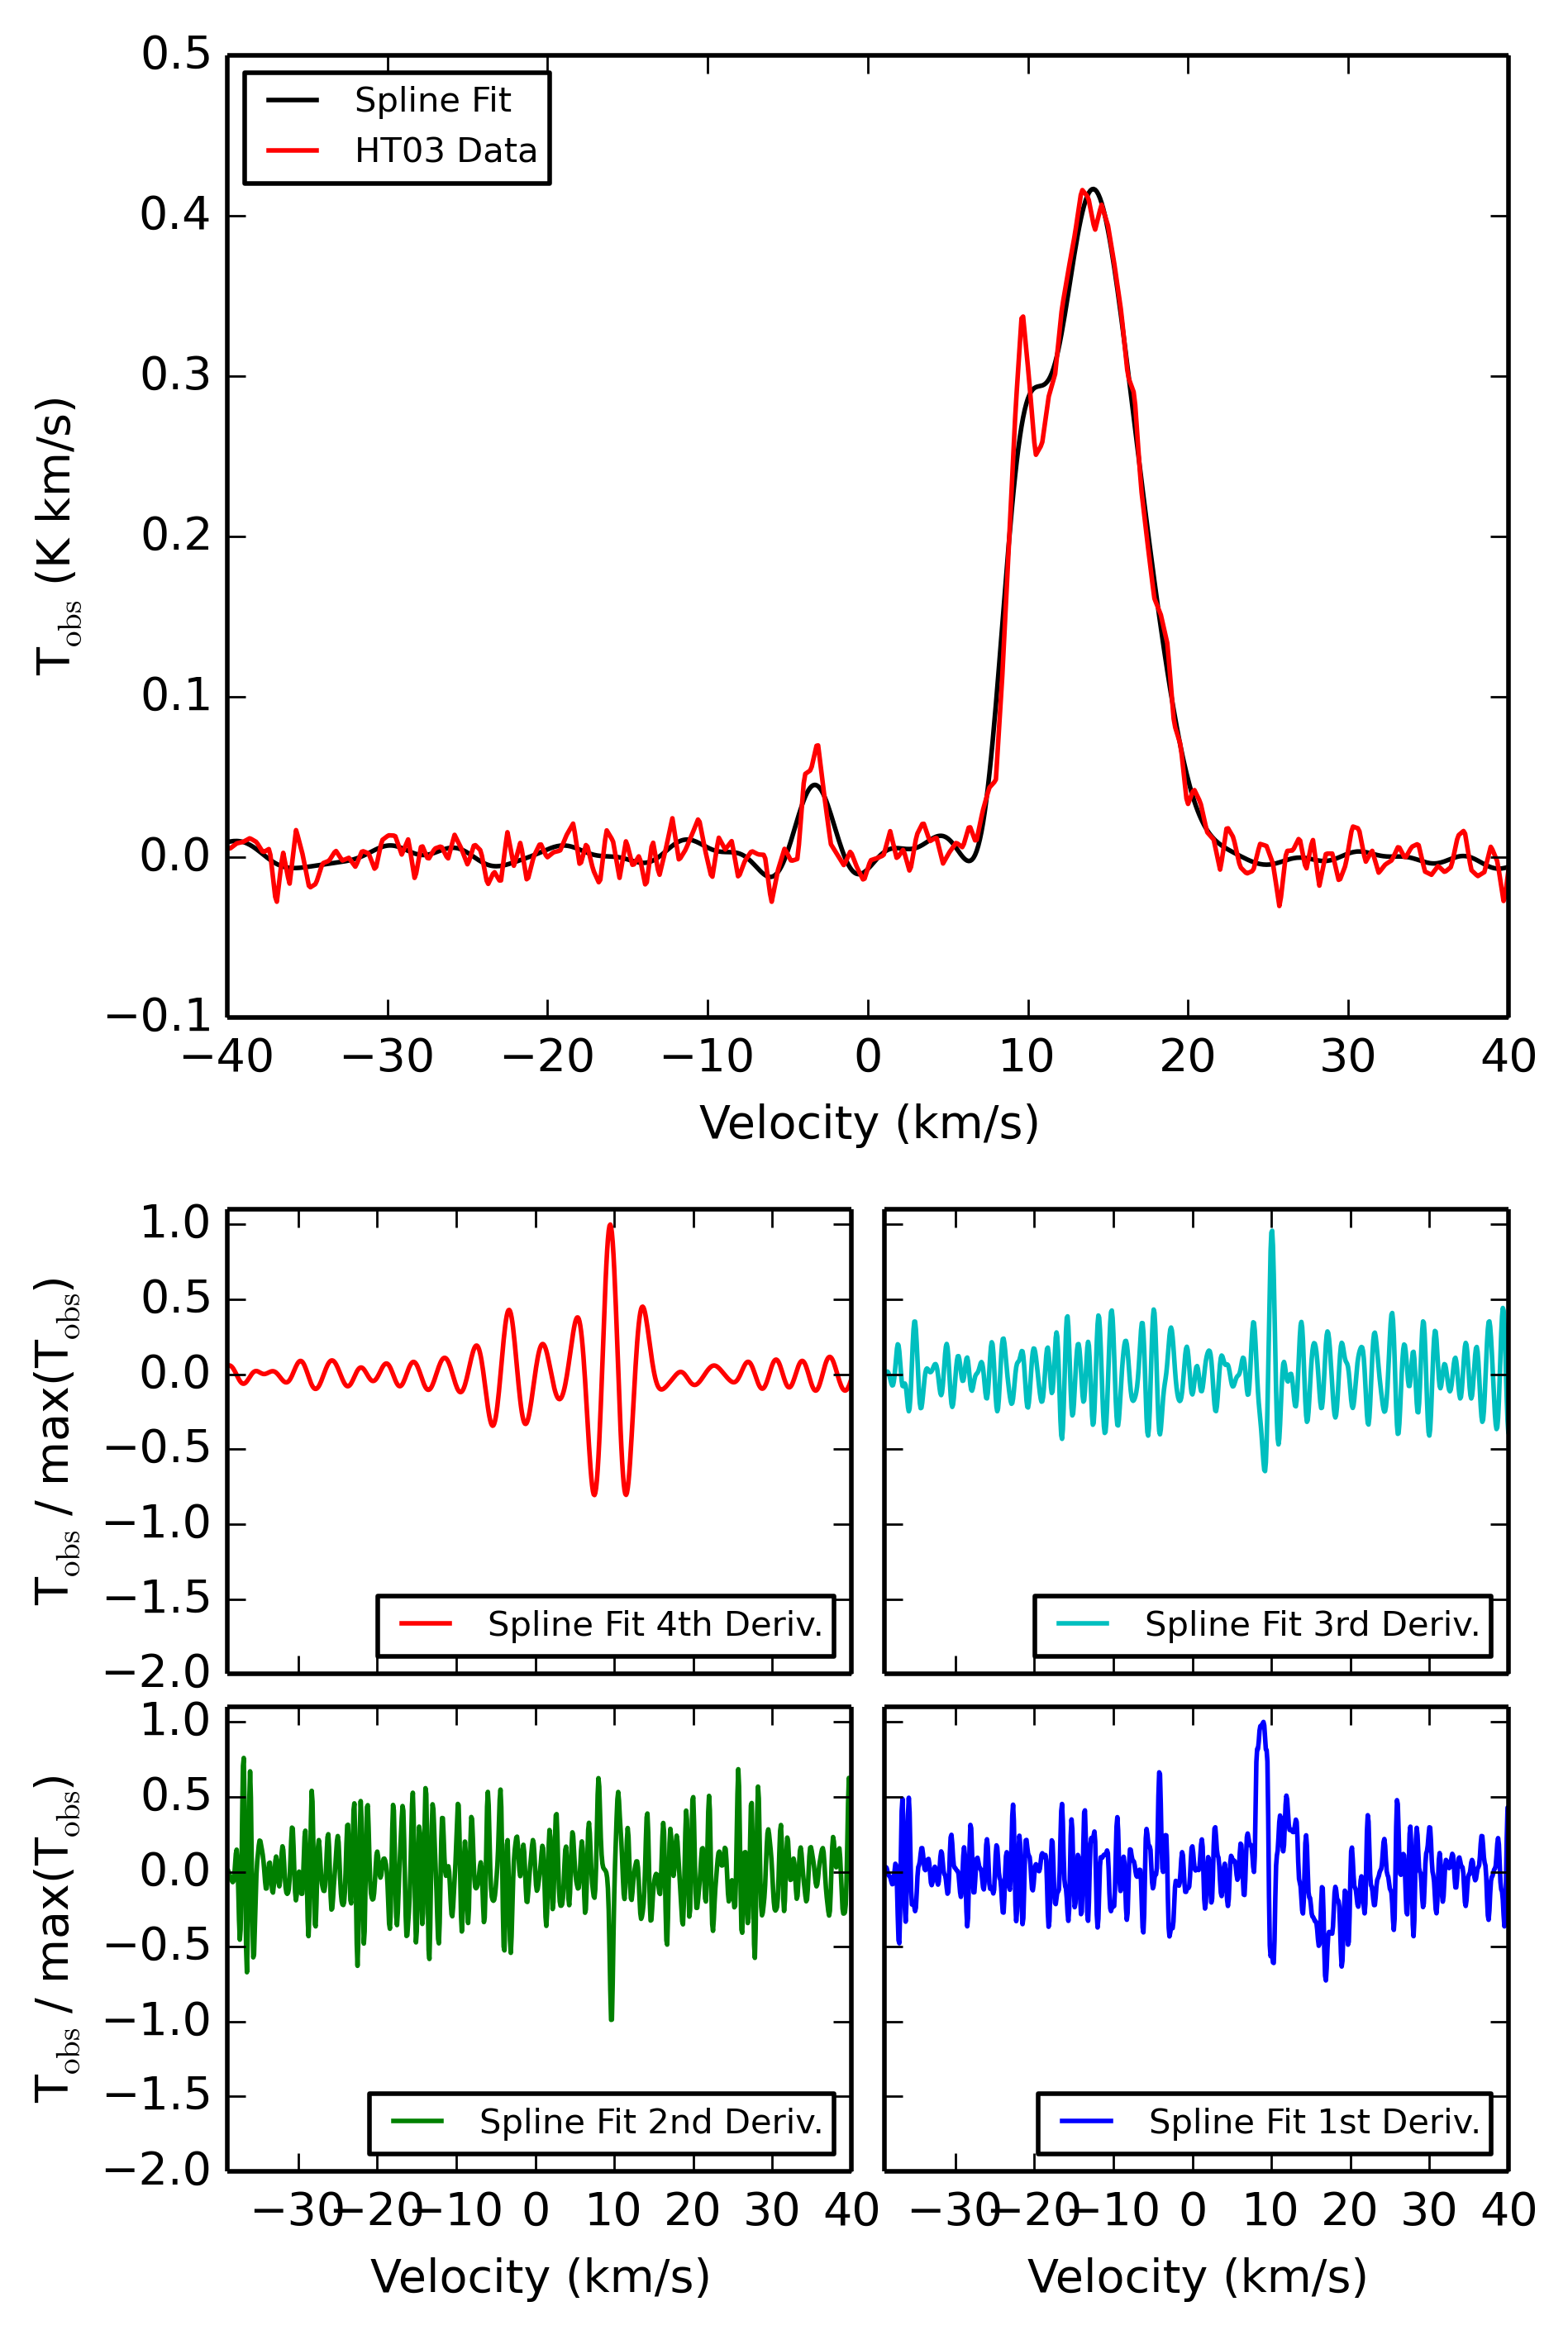 0.5
Spline Fit
HT03 Data
0.4
0.3
0.2
0.1
0.0
−0.1
T_obs (K km/s)
−40 −30 −20 −10 0 10 20 30 40
Velocity (km/s)
1.0
0.5
0.0
−0.5
−1.0
−1.5
−2.0
T_obs / max(T_obs)
Spline Fit 4th Deriv.
Spline Fit 3rd Deriv.
1.0
0.5
0.0
−0.5
−1.0
−1.5
−2.0
T_obs / max(T_obs)
Spline Fit 2nd Deriv.
Spline Fit 1st Deriv.
−30 −20 −10 0 10 20 30 40
−30 −20 −10 0 10 20 30 40
Velocity (km/s)
Velocity (km/s)